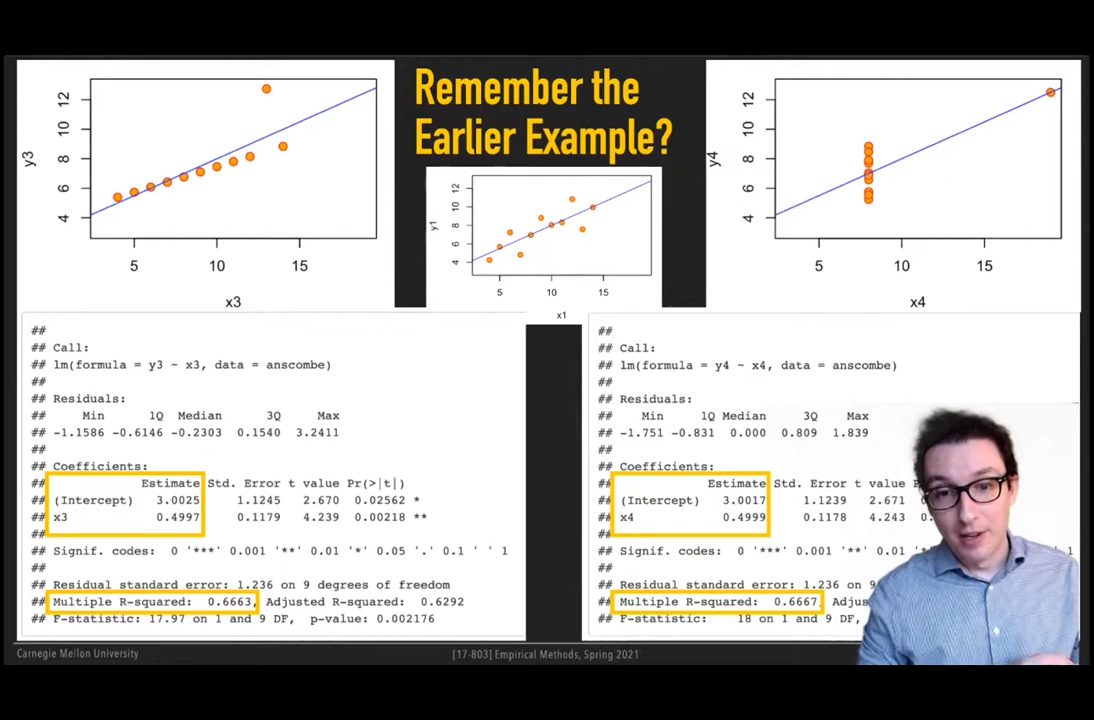 Remember the
Earlier Example?
y3
4 6 8 10 12
5 10 15
x3
y1
4 6 8 10 12
5 10 15
x1
y4
4 6 8 10 12
5 10 15
x4
##
## Call:
## lm(formula = y3 ~ x3, data = anscombe)
##
## Residuals:
## Min 1Q Median 3Q Max
## -1.1586 -0.6146 -0.2303 0.1540 3.2411
##
## Coefficients:
## Estimate Std. Error t value Pr(>|t|)
## (Intercept) 3.0025 1.1245 2.670 0.02562 *
## x3 0.4997 0.1179 4.239 0.00218 **
##
## Signif. codes: 0 '***' 0.001 '**' 0.01 '*' 0.05 '.' 0.1 ' ' 1
##
## Residual standard error: 1.236 on 9 degrees of freedom
## Multiple R-squared: 0.6663, Adjusted R-squared: 0.6292
## F-statistic: 17.97 on 1 and 9 DF, p-value: 0.002176
##
## Call:
## lm(formula = y4 ~ x4, data = anscombe)
##
## Residuals:
## Min 1Q Median 3Q Max
## -1.751 -0.831 0.000 0.809 1.839
##
## Coefficients:
## Estimate Std. Error t value P
## (Intercept) 3.0017 1.1239 2.671 0
## x4 0.4999 0.1178 4.243 0.
##
## Signif. codes: 0 '***' 0.001 '**' 0.01 '* 1
##
## Residual standard error: 1.236 on 9
## Multiple R-squared: 0.6667, Adjus
## F-statistic: 18 on 1 and 9 DF,
Carnegie Mellon University
[17-803] Empirical Methods, Spring 2021